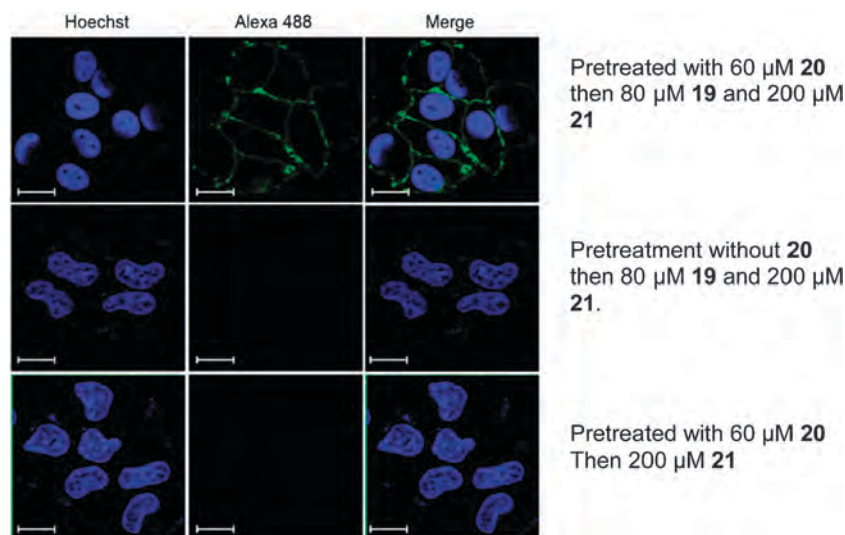 Hoechst Alexa 488 Merge
Pretreated with 60 µM 20
then 80 µM 19 and 200 µM
21
Pretreatment without 20
then 80 µM 19 and 200 µM
21.
Pretreated with 60 µM 20
Then 200 µM 21